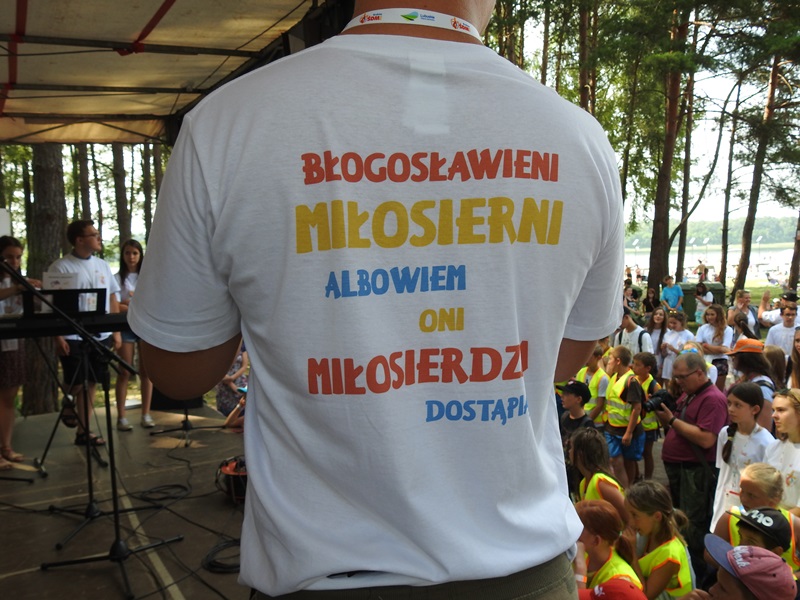 BŁOGOSŁAWIENI
MIŁOSIERNI
ALBOWIEM
ONI
MIŁOSIERDZI
DOSTĄPIĄ